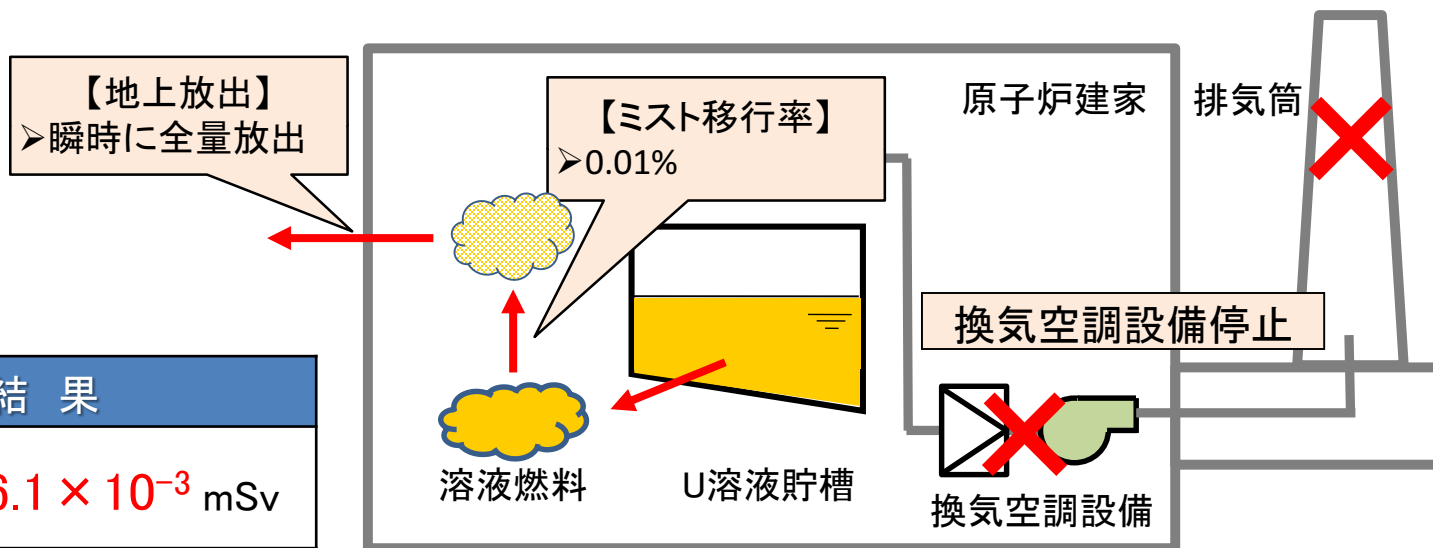 【地上放出】
➢瞬時に全量放出
【ミスト移行率】
➢0.01%
原子炉建家
排気筒
換気空調設備停止
結 果
6.1 × 10⁻³ mSv
溶液燃料
U溶液貯槽
換気空調設備